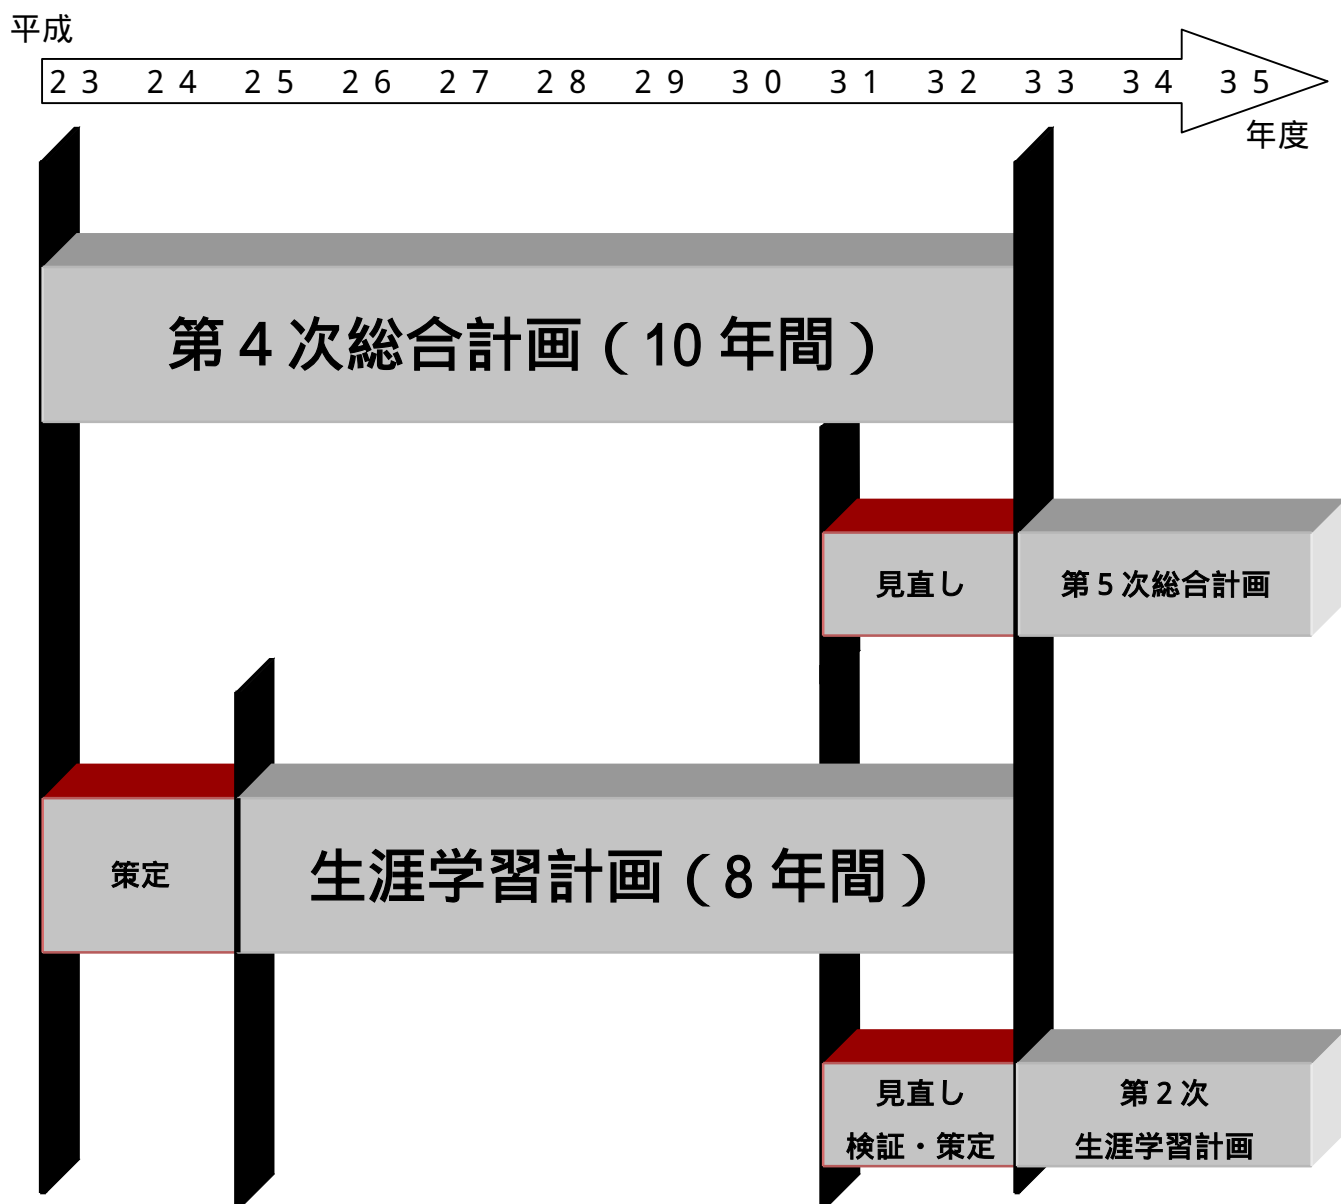 平成
23 24 25 26 27 28 29 30 31 32 33 34 35
年度
第4次総合計画（10年間）
見直し
第5次総合計画
策定
生涯学習計画（8年間）
見直し
検証・策定
第2次
生涯学習計画